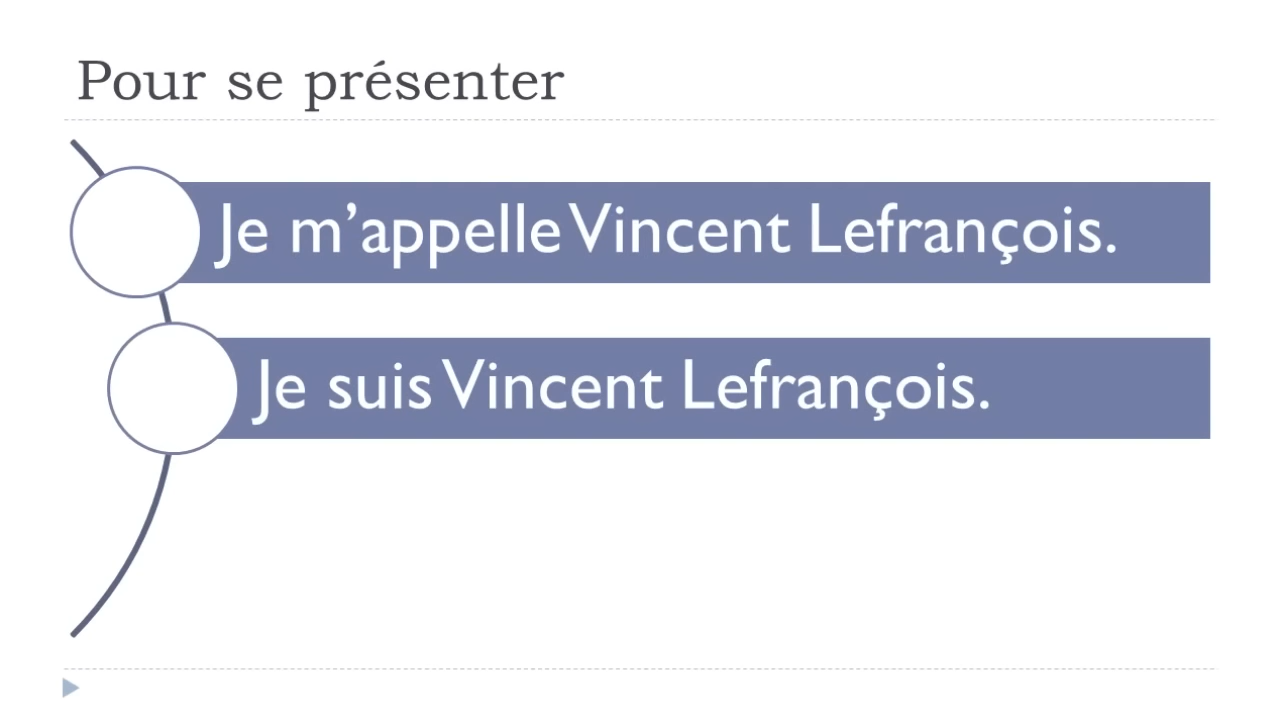 Pour se présenter
Je m’appelle Vincent Lefrançois.
Je suis Vincent Lefrançois.